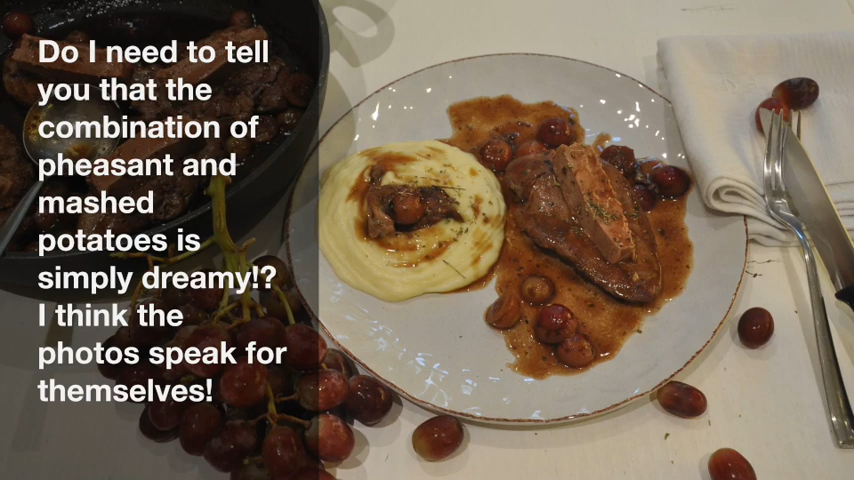 Do I need to tell
you that the
combination of
pheasant and
mashed
potatoes is
simply dreamy!?
I think the
photos speak for
themselves!